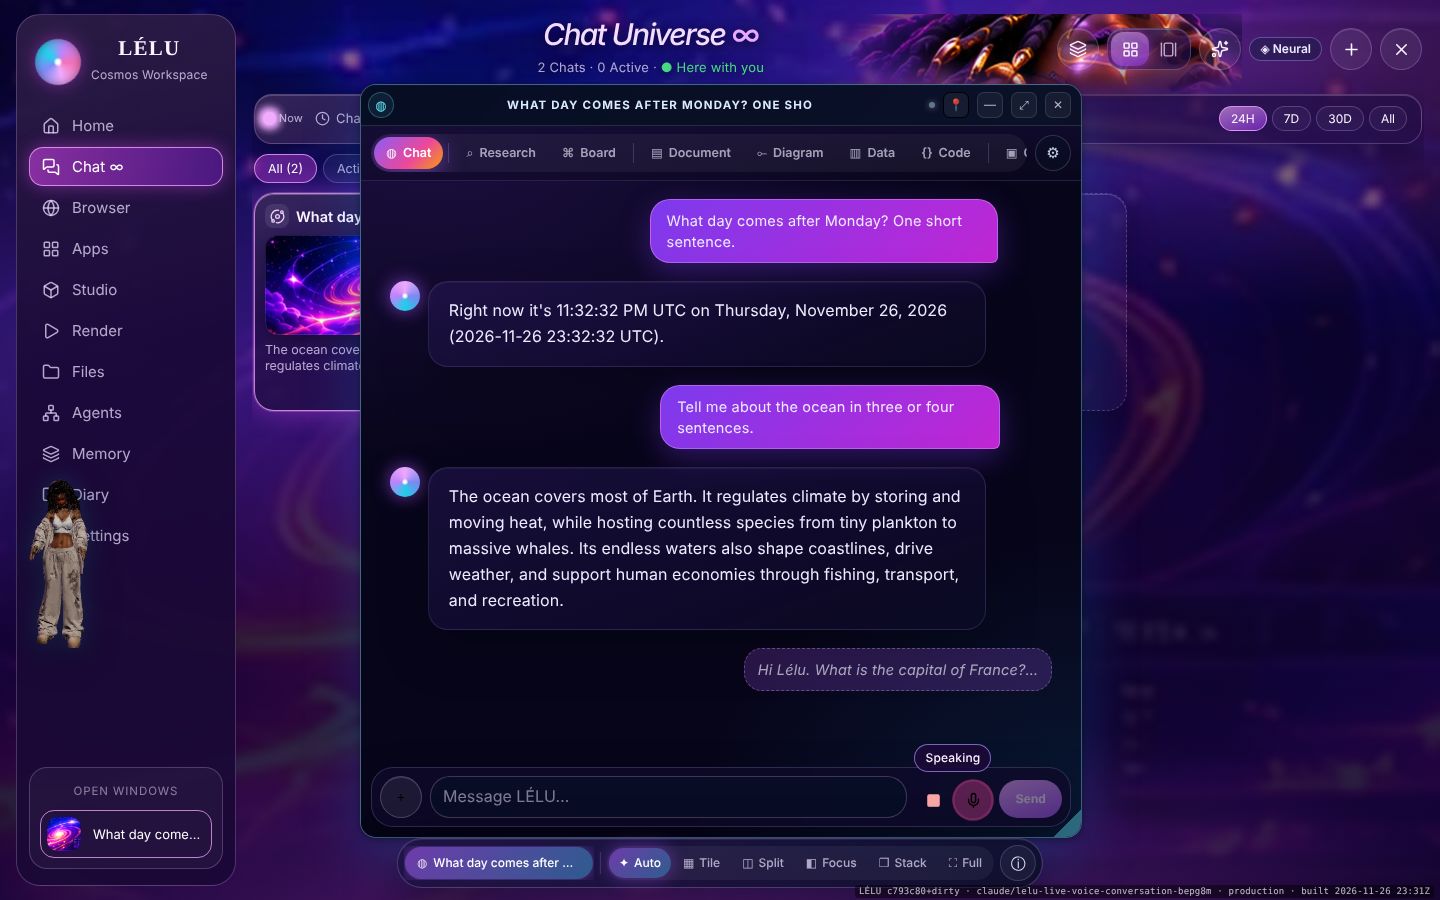 LÉLU
Cosmos Workspace
Home
Chat ∞
Browser
Apps
Studio
Render
Files
Agents
Memory
Diary
ettings
OPEN WINDOWS
What day come...
Chat Universe ∞
2 Chats · 0 Active · Here with you
Neural
Now
Cha
24H
7D
30D
All
All (2)
Acti
What day
The ocean cove
regulates climat
WHAT DAY COMES AFTER MONDAY? ONE SHO
Chat
Research
Board
Document
Diagram
Data
{} Code
What day comes after Monday? One short
sentence.
Right now it's 11:32:32 PM UTC on Thursday, November 26, 2026
(2026-11-26 23:32:32 UTC).
Tell me about the ocean in three or four
sentences.
The ocean covers most of Earth. It regulates climate by storing and
moving heat, while hosting countless species from tiny plankton to
massive whales. Its endless waters also shape coastlines, drive
weather, and support human economies through fishing, transport,
and recreation.
Hi Lélu. What is the capital of France?...
Speaking
Message LÉLU...
Send
What day comes after ...
Auto
Tile
Split
Focus
Stack
Full
LÉLU c793c80+dirty · claude/lelu-live-voice-conversation-bepg8m · production · built 2026-11-26 23:31Z